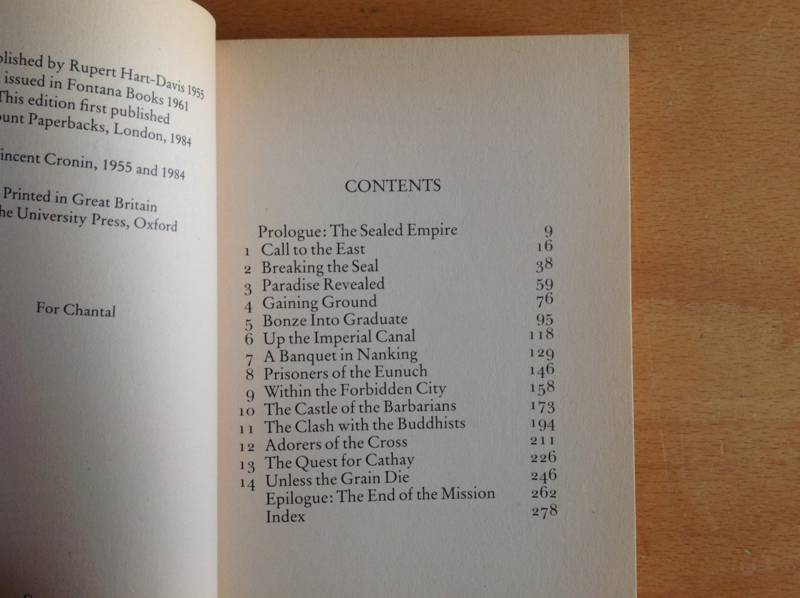 blished by Rupert Hart-Davis 1955
issued in Fontana Books 1961
This edition first published
unt Paperbacks, London, 1984
incent Cronin, 1955 and 1984
Printed in Great Britain
he University Press, Oxford
For Chantal
CONTENTS
Prologue: The Sealed Empire 9
1 Call to the East 16
2 Breaking the Seal 38
3 Paradise Revealed 59
4 Gaining Ground 76
5 Bonze Into Graduate 95
6 Up the Imperial Canal 118
7 A Banquet in Nanking 129
8 Prisoners of the Eunuch 146
9 Within the Forbidden City 158
10 The Castle of the Barbarians 173
11 The Clash with the Buddhists 194
12 Adorers of the Cross 211
13 The Quest for Cathay 226
14 Unless the Grain Die 246
Epilogue: The End of the Mission 262
Index 278